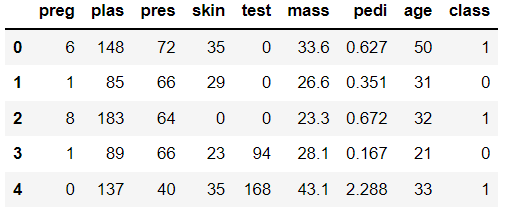 preg plas pres skin test mass pedi age class
0 6 148 72 35 0 33.6 0.627 50 1
1 1 85 66 29 0 26.6 0.351 31 0
2 8 183 64 0 0 23.3 0.672 32 1
3 1 89 66 23 94 28.1 0.167 21 0
4 0 137 40 35 168 43.1 2.288 33 1